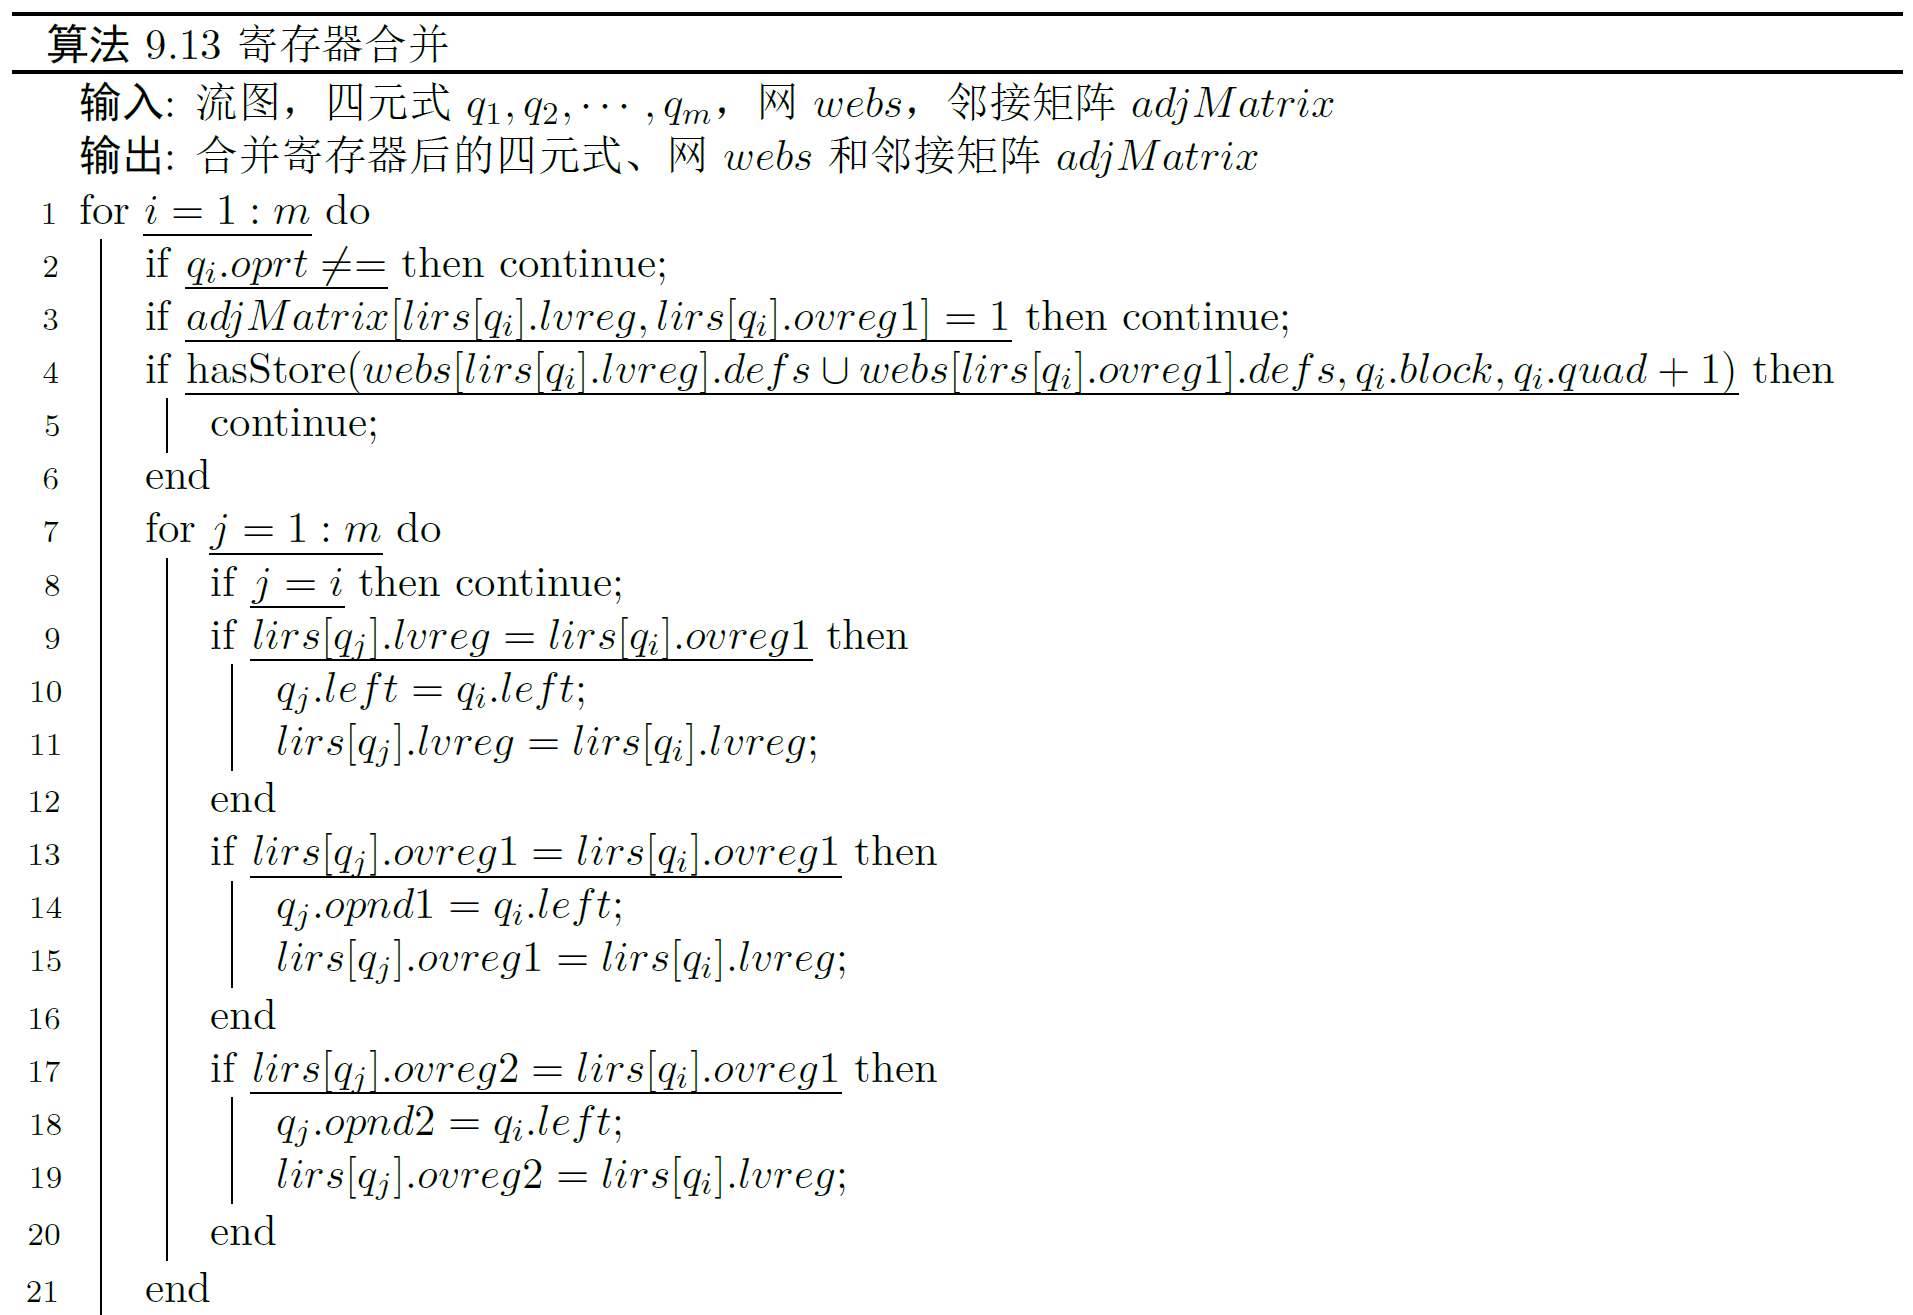 算法 9.13 寄存器合并
输入: 流图，四元式 q₁, q₂, ⋯ , qₘ，网 webs，邻接矩阵 adjMatrix
输出: 合并寄存器后的四元式、网 webs 和邻接矩阵 adjMatrix
1 for i = 1 : m do
2 if qᵢ.oprt ≠= then continue;
3 if adjMatrix[lirs[qᵢ].lvreg, lirs[qᵢ].ovreg1] = 1 then continue;
4 if hasStore(webs[lirs[qᵢ].lvreg].defs ∪ webs[lirs[qᵢ].ovreg1].defs, qᵢ.block, qᵢ.quad + 1) then
5 continue;
6 end
7 for j = 1 : m do
8 if j = i then continue;
9 if lirs[qⱼ].lvreg = lirs[qᵢ].ovreg1 then
10 qⱼ.left = qᵢ.left;
11 lirs[qⱼ].lvreg = lirs[qᵢ].lvreg;
12 end
13 if lirs[qⱼ].ovreg1 = lirs[qᵢ].ovreg1 then
14 qⱼ.opnd1 = qᵢ.left;
15 lirs[qⱼ].ovreg1 = lirs[qᵢ].lvreg;
16 end
17 if lirs[qⱼ].ovreg2 = lirs[qᵢ].ovreg1 then
18 qⱼ.opnd2 = qᵢ.left;
19 lirs[qⱼ].ovreg2 = lirs[qᵢ].lvreg;
20 end
21 end